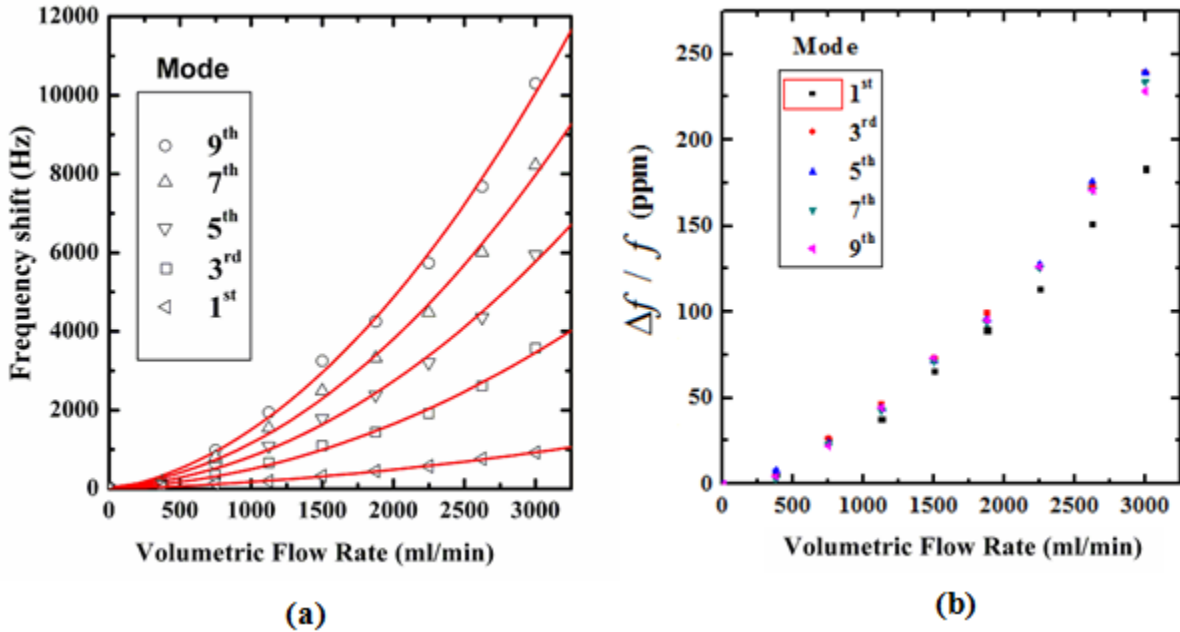 12000
10000
8000
6000
4000
2000
0
Frequency shift (Hz)
Mode
9th
7th
5th
3rd
1st
0 500 1000 1500 2000 2500 3000
Volumetric Flow Rate (ml/min)
(a)
250
200
150
100
50
0
Δf / f (ppm)
Mode
1st
3rd
5th
7th
9th
0 500 1000 1500 2000 2500 3000
Volumetric Flow Rate (ml/min)
(b)